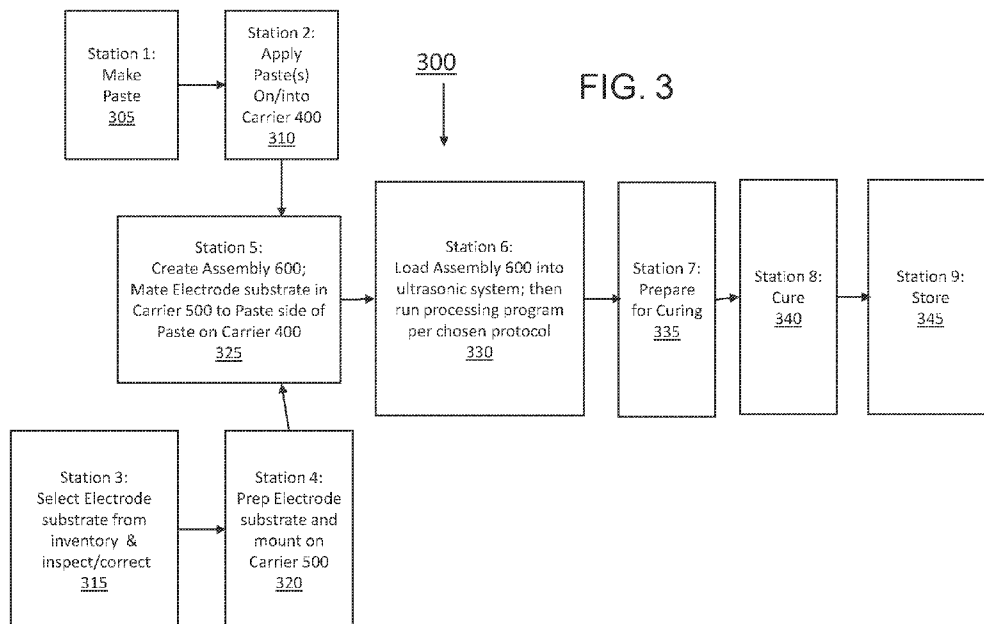 Station 1:
Make
Paste
305
Station 2:
Apply
Paste(s)
On/into
Carrier 400
310
300
FIG. 3
Station 5:
Create Assembly 600;
Mate Electrode substrate in
Carrier 500 to Paste side of
Paste on Carrier 400
325
Station 6:
Load Assembly 600 into
ultrasonic system; then
run processing program
per chosen protocol
330
Station 7:
Prepare
for Curing
335
Station 8:
Cure
340
Station 9:
Store
345
Station 3:
Select Electrode
substrate from
inventory &
inspect/correct
315
Station 4:
Prep Electrode
substrate and
mount on
Carrier 500
320